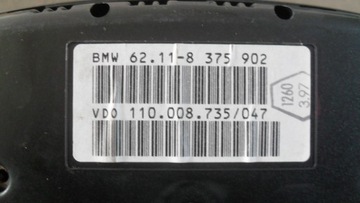 BMW 62.11-8 375 902
VDO 110.008.735/047
1260
3.97